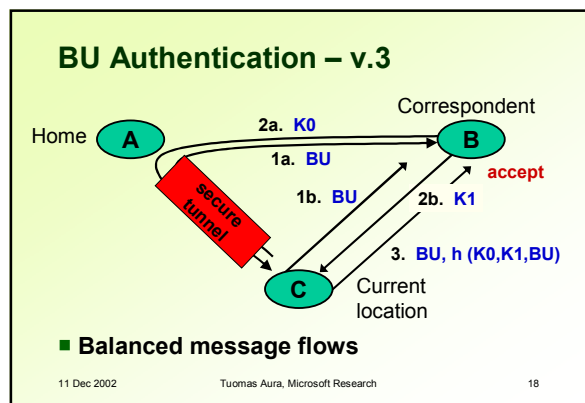 BU Authentication – v.3
Correspondent
Home
A
2a. K0
B
1a. BU
accept
secure
tunnel
1b. BU
2b. K1
3. BU, h (K0,K1,BU)
C
Current
location
Balanced message flows
11 Dec 2002
Tuomas Aura, Microsoft Research
18